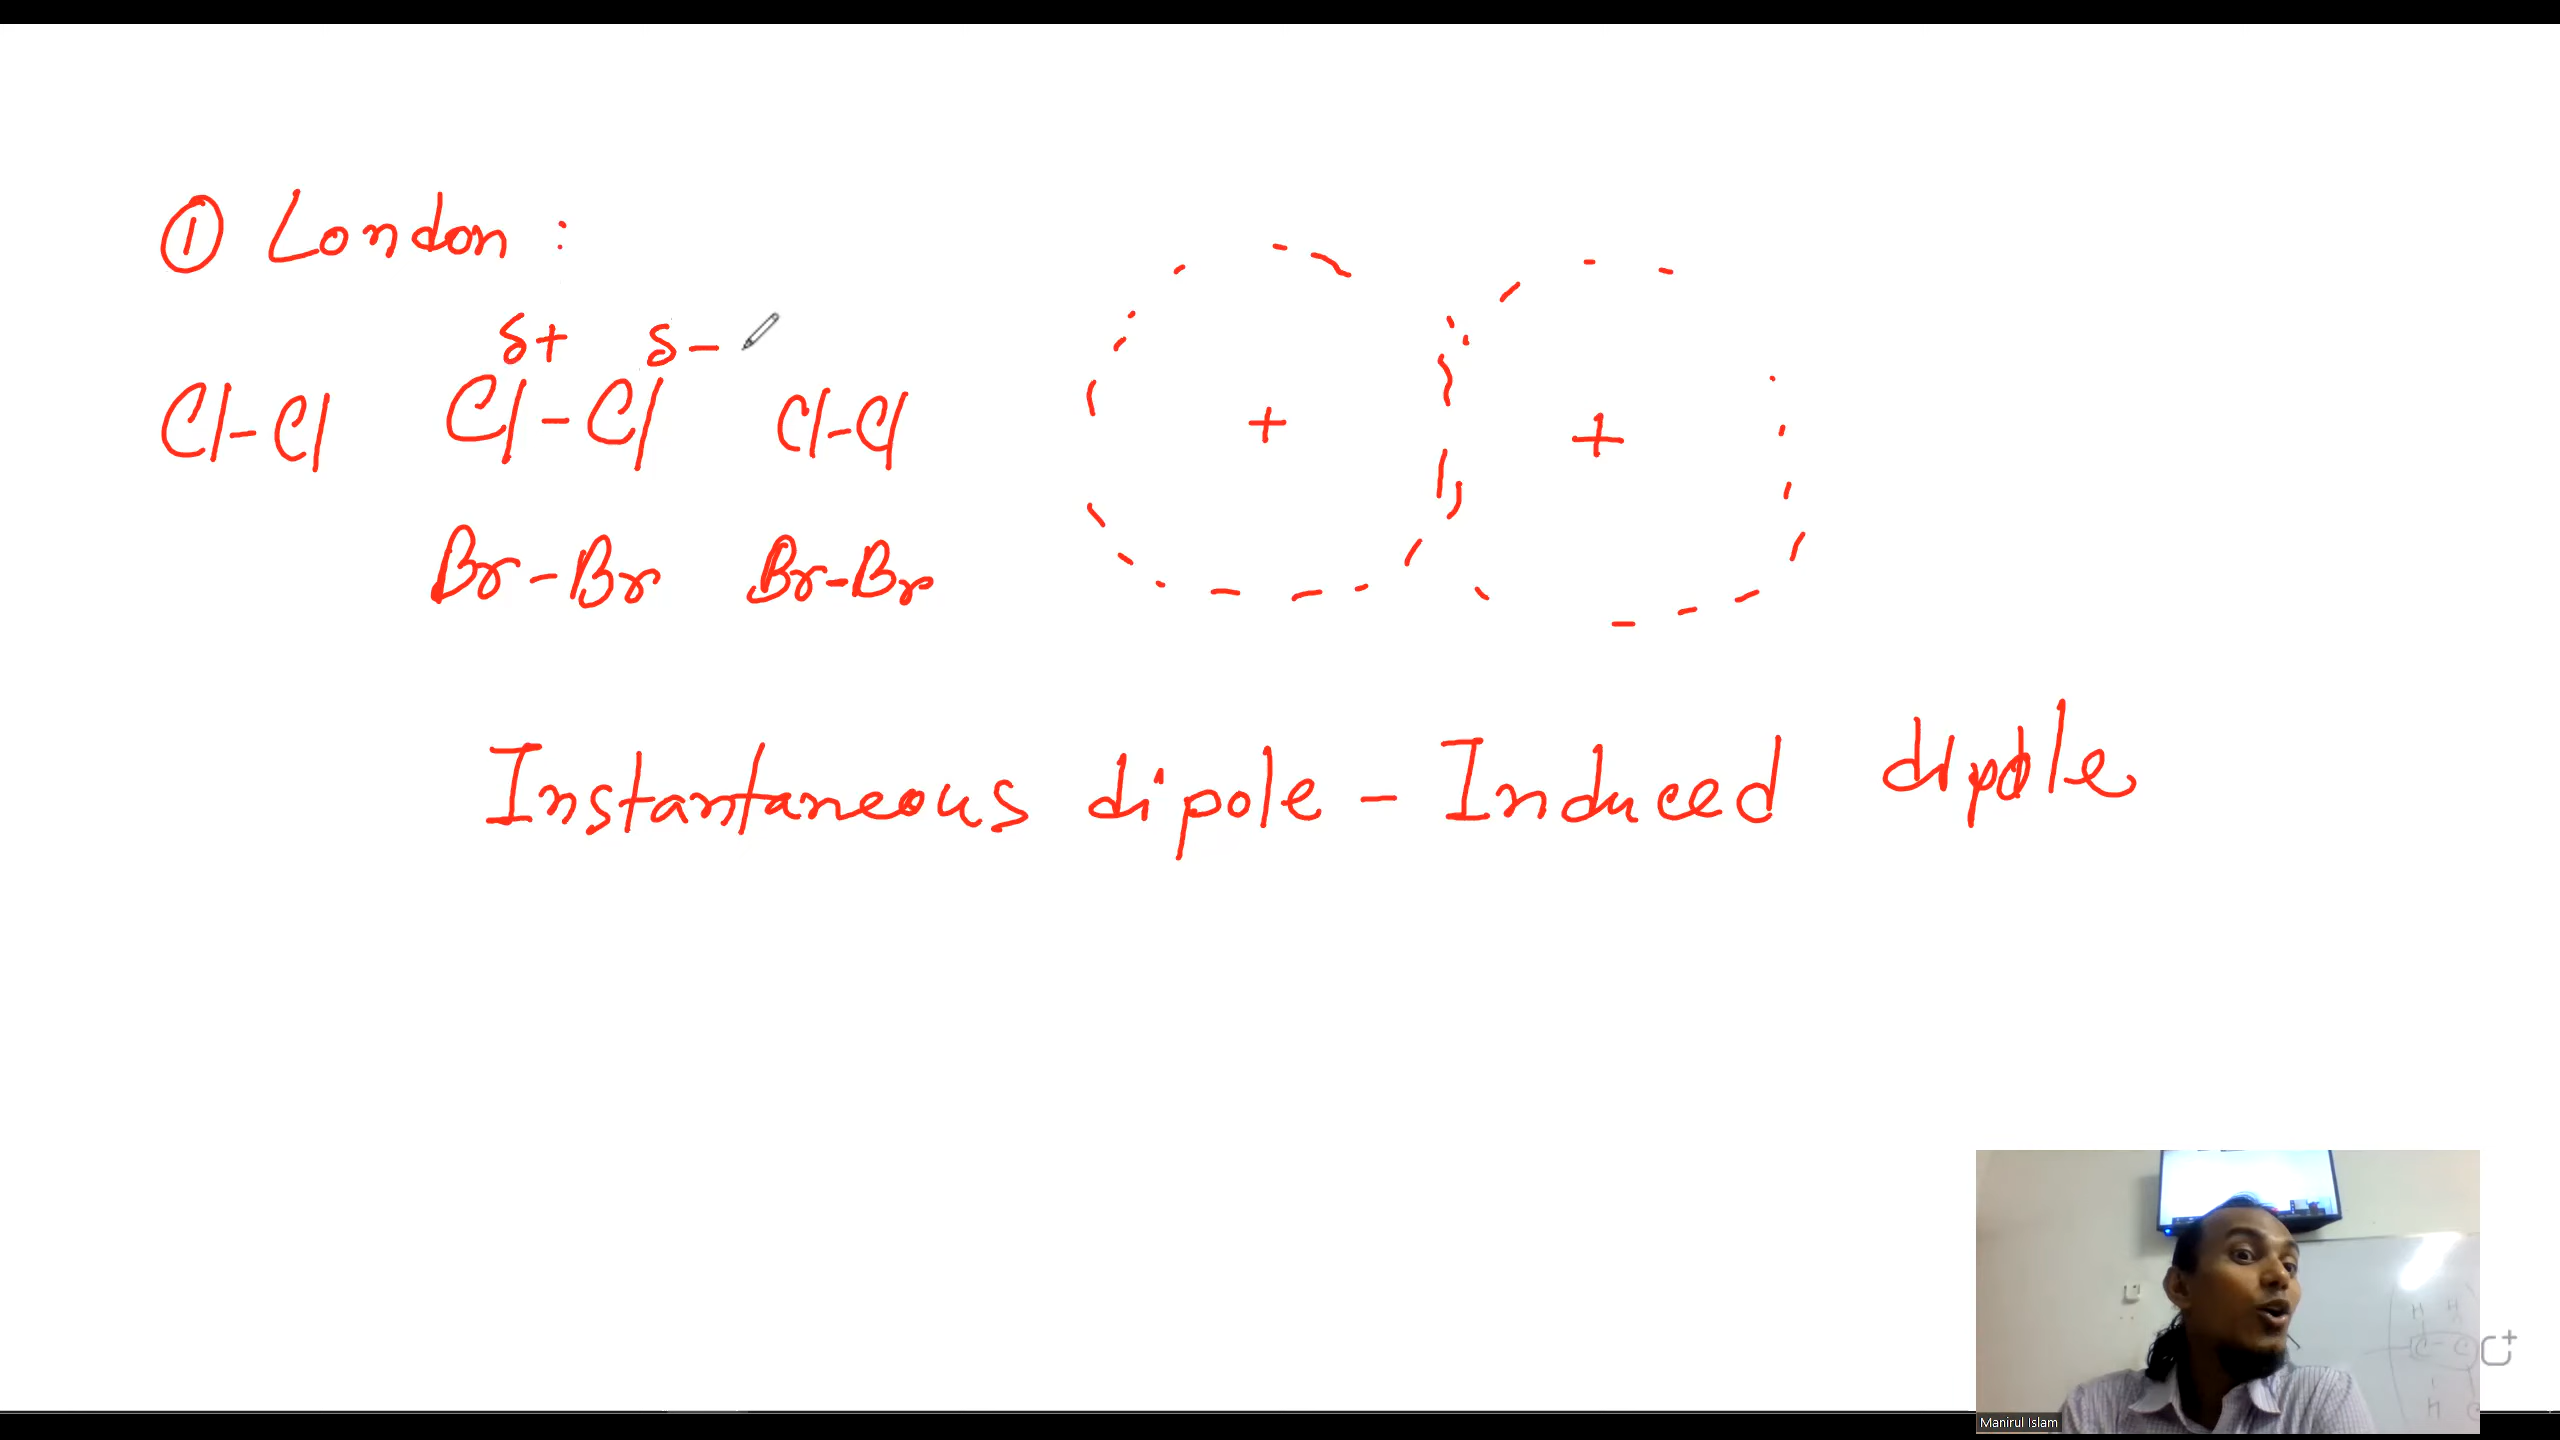 ① London :
δ+ δ-
Cl-Cl Cl-Cl Cl-Cl
+ +
Br-Br Br-Br
Instantaneous dipole - Induced dipole
H H
C - C
H
Manirul Islam